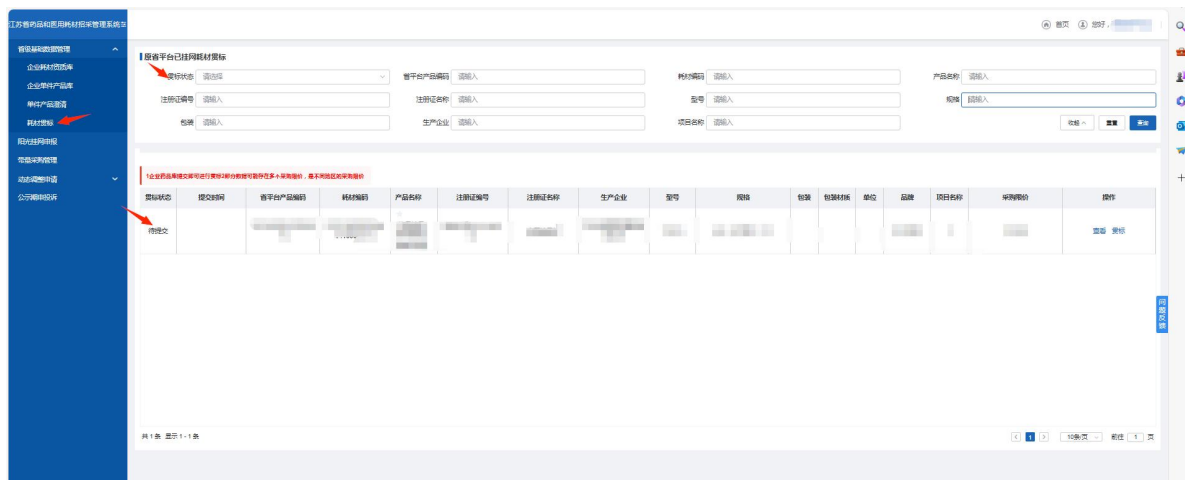 江苏省药品和医用耗材招采管理系统
首页 您好，
省级基础数据管理
企业耗材资质库
企业单件产品库
单件产品邀请
耗材贯标
阳光挂网申报
带量采购管理
动态调整申请
公示期申投诉
原省平台已挂网耗材贯标
贯标状态 请选择 省平台产品编码 请输入 耗材编码 请输入 产品名称 请输入
注册证编号 请输入 注册证名称 请输入 型号 请输入 规格 请输入
包装 请输入 生产企业 请输入 项目名称 请输入 收起 重置 查询
贯标状态 提交时间 省平台产品编码 耗材编码 产品名称 注册证编号 注册证名称 生产企业 型号 规格 包装 包装材质 单位 品牌 项目名称 采购限价 操作
待提交 查看 贯标
问题反馈
共 1 条 显示 1 - 1 条 1 10条/页 前往 1 页